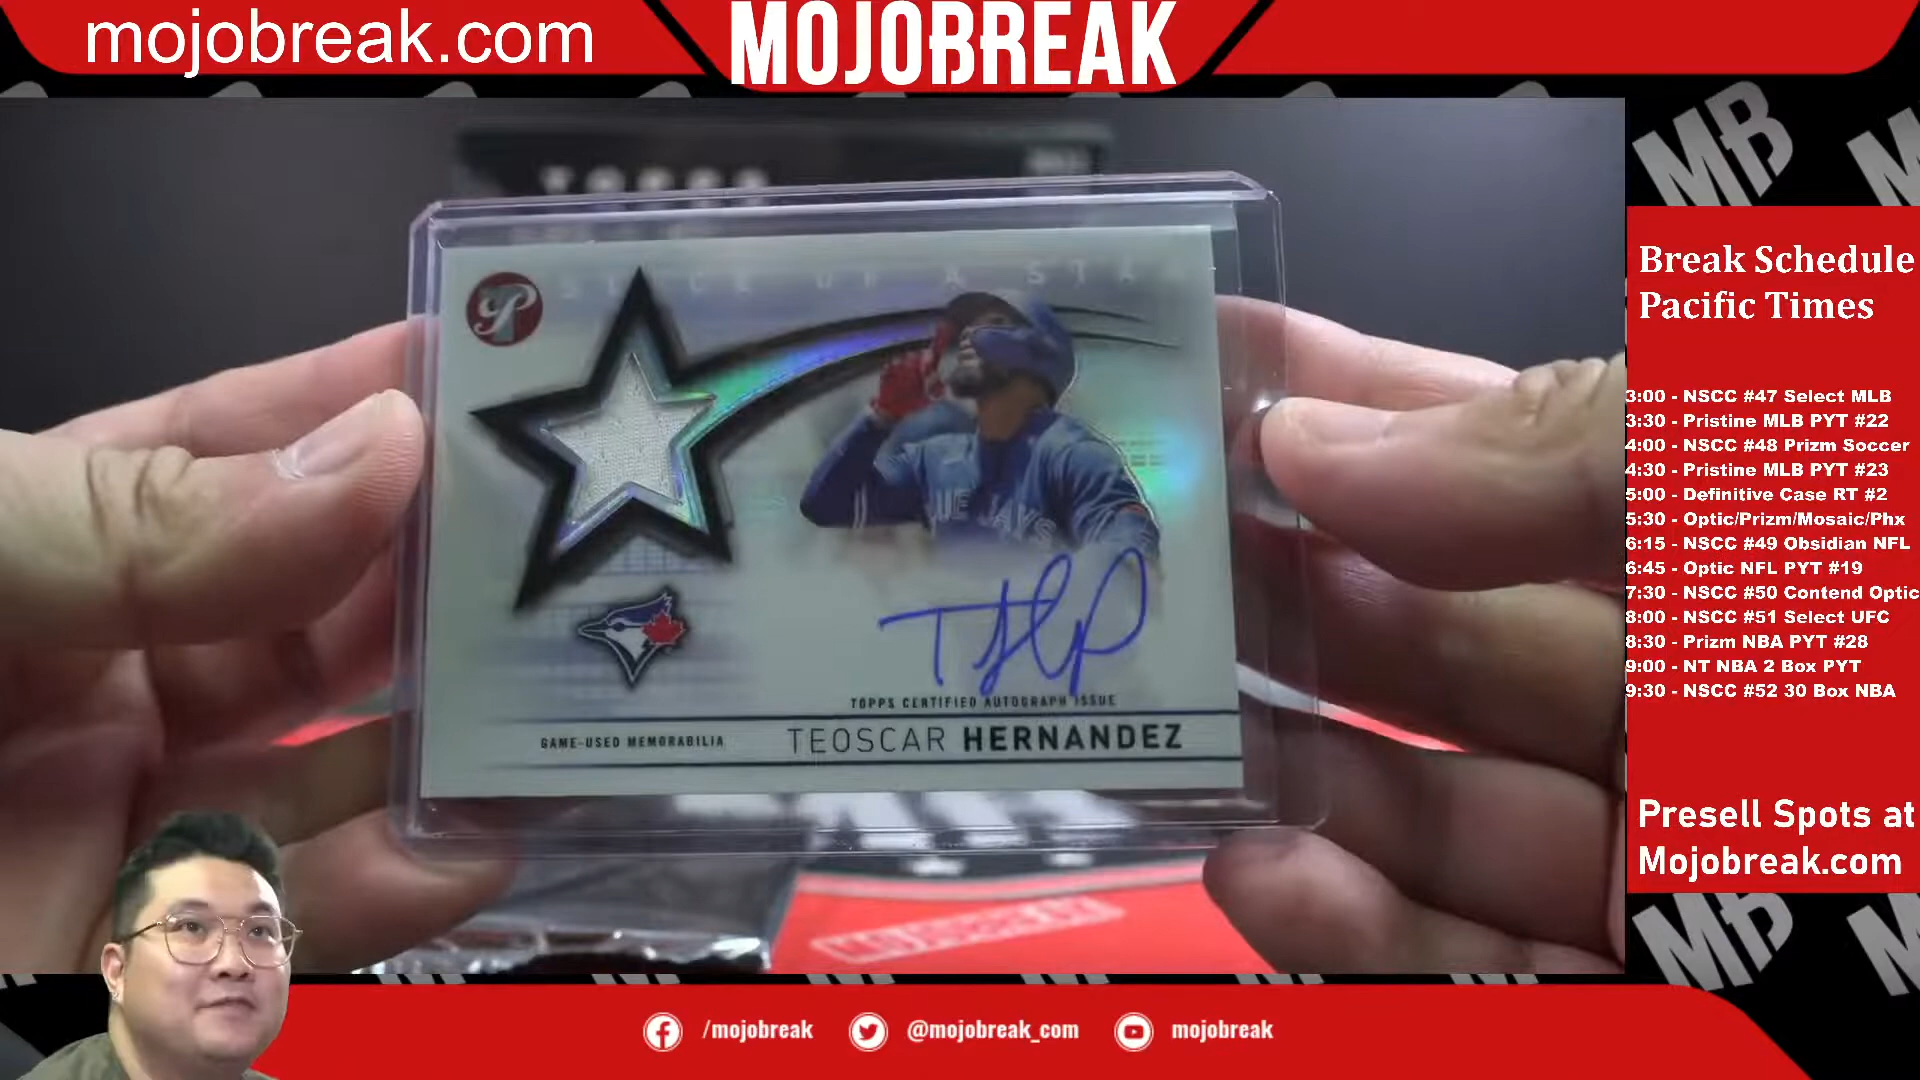 mojobreak.com
MOJOBREAK
Break Schedule
Pacific Times
3:00 - NSCC #47 Select MLB
3:30 - Pristine MLB PYT #22
4:00 - NSCC #48 Prizm Soccer
4:30 - Pristine MLB PYT #23
5:00 - Definitive Case RT #2
5:30 - Optic/Prizm/Mosaic/Phx
6:15 - NSCC #49 Obsidian NFL
6:45 - Optic NFL PYT #19
7:30 - NSCC #50 Contend Optic
8:00 - NSCC #51 Select UFC
8:30 - Prizm NBA PYT #28
9:00 - NT NBA 2 Box PYT
9:30 - NSCC #52 30 Box NBA
Presell Spots at
Mojobreak.com
MB
P
TOPPS CERTIFIED AUTOGRAPH ISSUE
GAME-USED MEMORABILIA
TEOSCAR HERNANDEZ
/mojobreak
@mojobreak_com
mojobreak